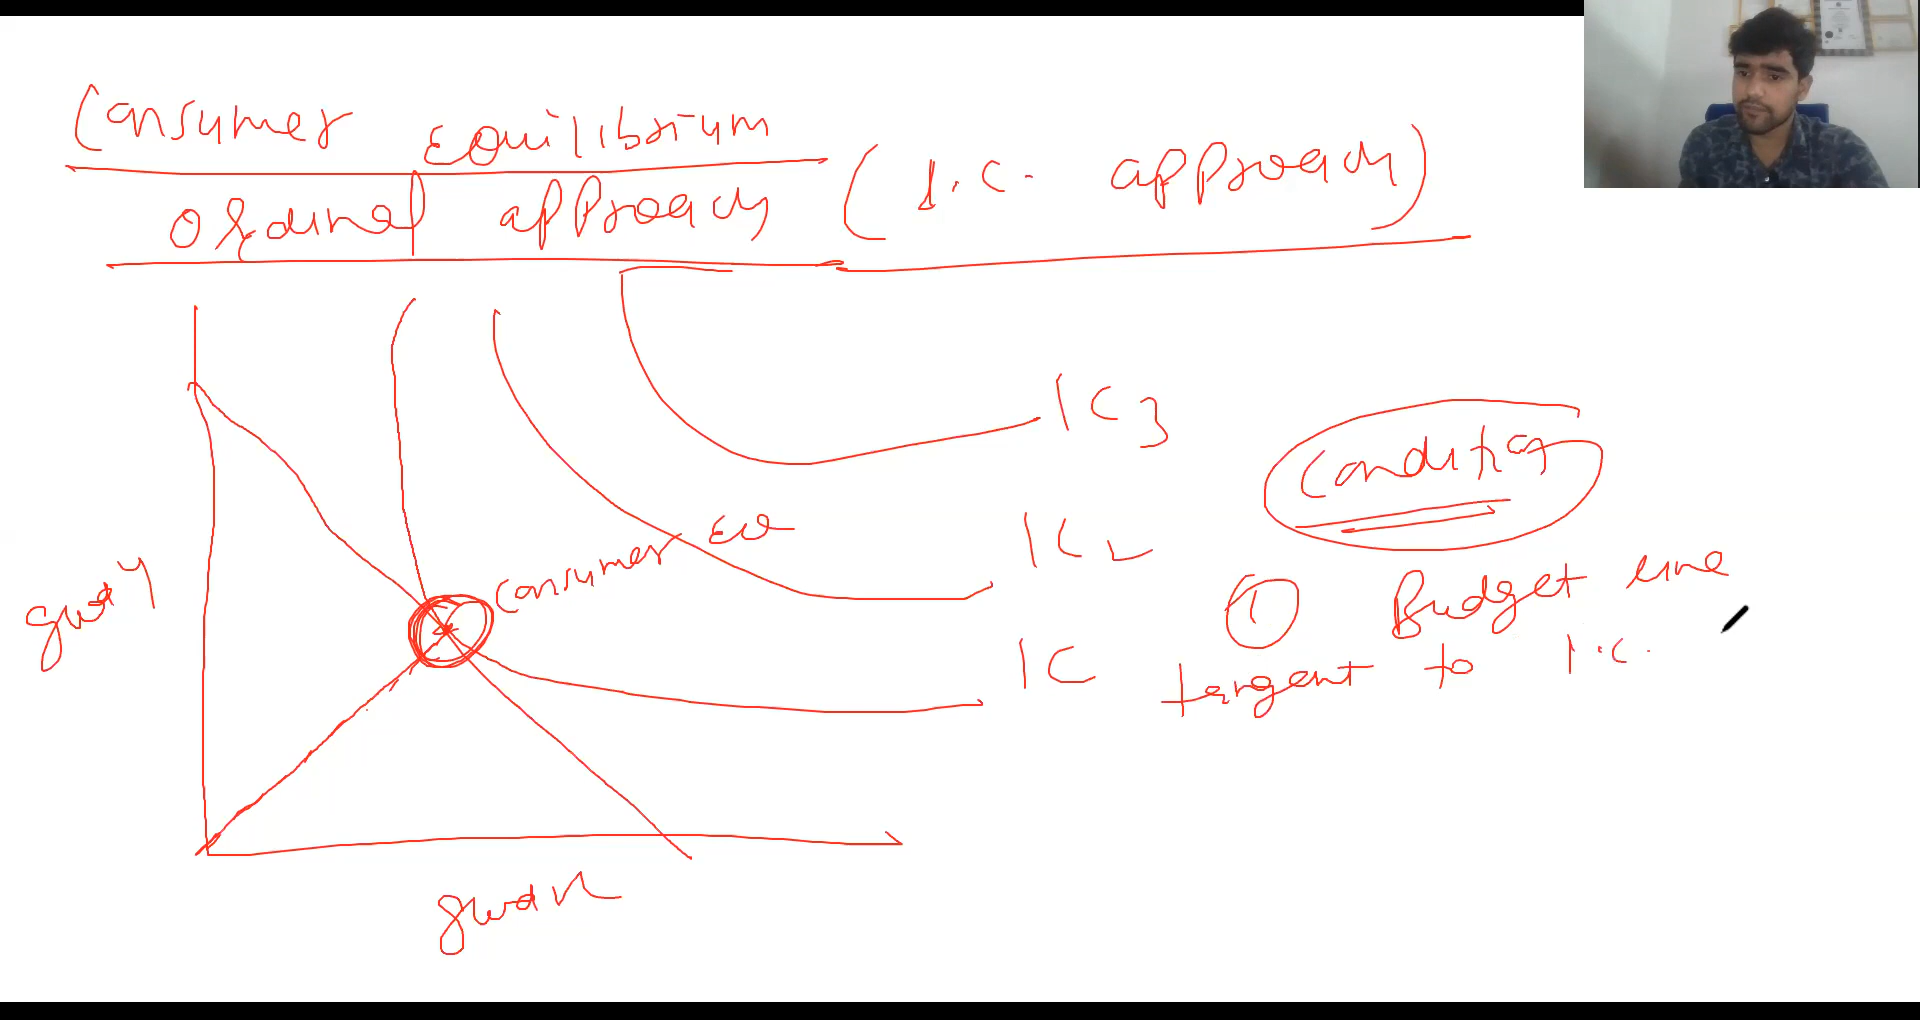 Consumer equilibrium
ordinal approach (I.C. approach)
IC3
Condition
IC2
Consumer Eq
① Budget line
good y
IC
tangent to I.C.
good x